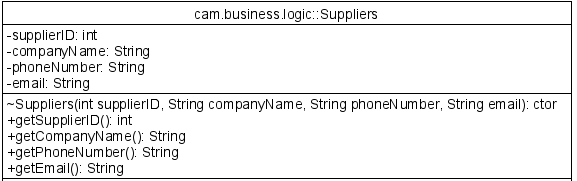 cam.business.logic::Suppliers
-supplierID: int
-companyName: String
-phoneNumber: String
-email: String
~Suppliers(int supplierID, String companyName, String phoneNumber, String email): ctor
+getSupplierID(): int
+getCompanyName(): String
+getPhoneNumber(): String
+getEmail(): String